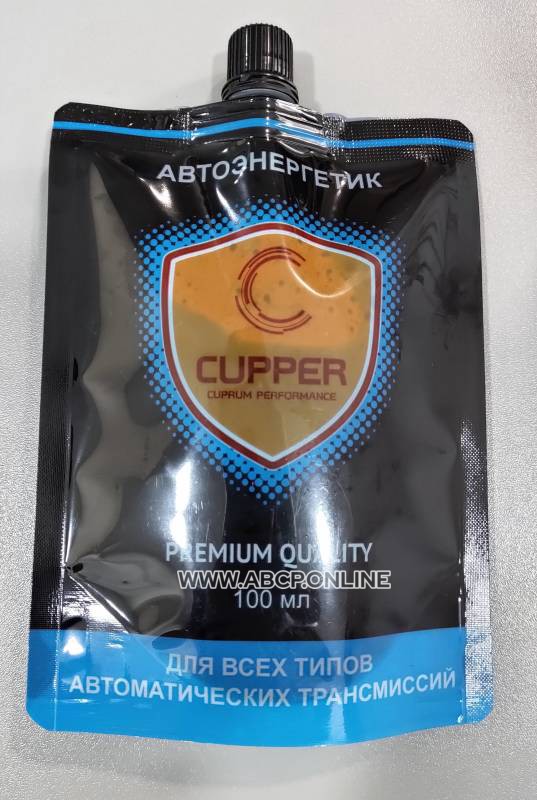 АВТОЭНЕРГЕТИК
CUPPER
CUPRUM PERFORMANCE
PREMIUM QUALITY
WWW.ABCP.ONLINE
100 мл
ДЛЯ ВСЕХ ТИПОВ
АВТОМАТИЧЕСКИХ ТРАНСМИССИЙ